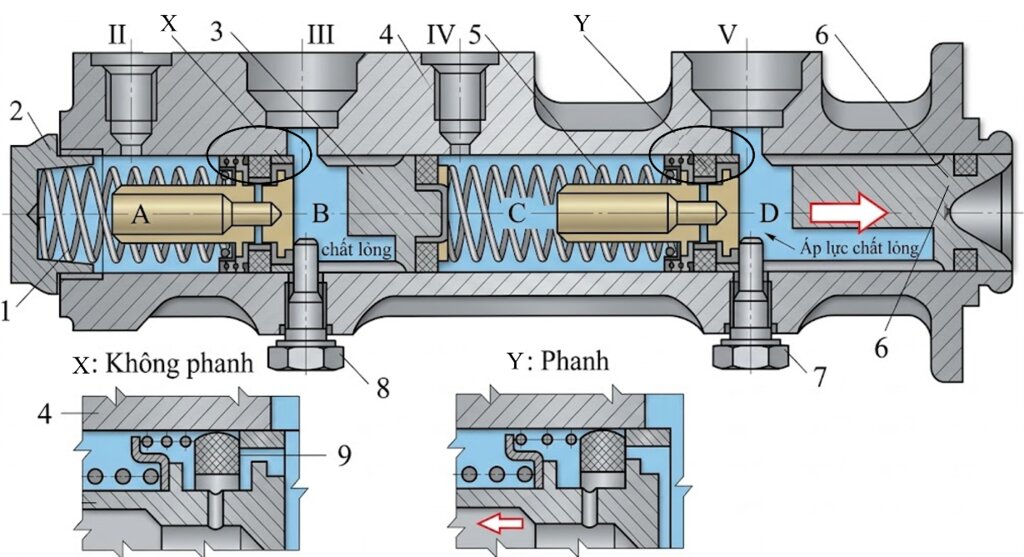 II X 3 III 4 IV 5 Y V 6
2
A B C D
chất lỏng Áp lực chất lỏng
1
6
8 7
X: Không phanh Y: Phanh
4 9